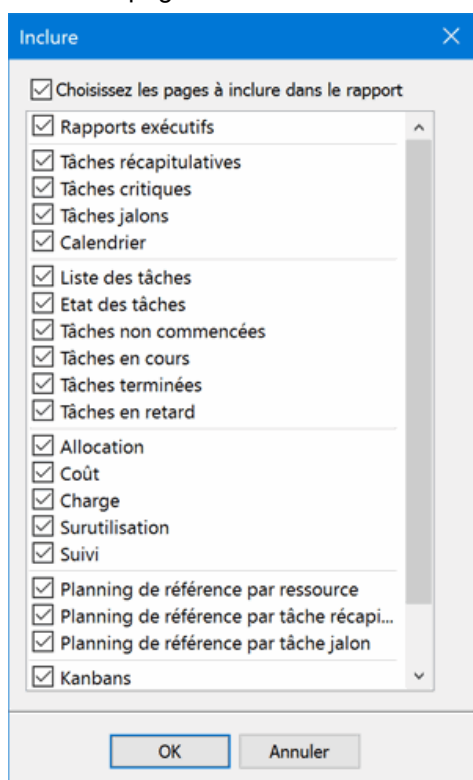 Inclure
Choisissez les pages à inclure dans le rapport
Rapports exécutifs
Tâches récapitulatives
Tâches critiques
Tâches jalons
Calendrier
Liste des tâches
Etat des tâches
Tâches non commencées
Tâches en cours
Tâches terminées
Tâches en retard
Allocation
Coût
Charge
Surutilisation
Suivi
Planning de référence par ressource
Planning de référence par tâche récapi...
Planning de référence par tâche jalon
Kanbans
OK Annuler